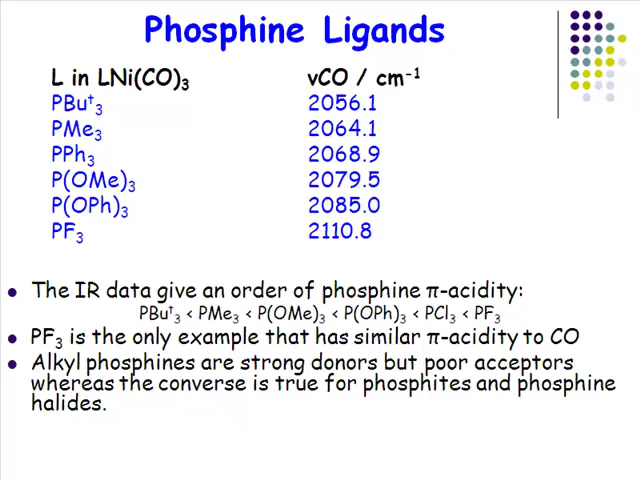 Phosphine Ligands
L in LNi(CO)₃ νCO / cm⁻¹
PBuᵗ₃ 2056.1
PMe₃ 2064.1
PPh₃ 2068.9
P(OMe)₃ 2079.5
P(OPh)₃ 2085.0
PF₃ 2110.8
● The IR data give an order of phosphine π-acidity:
PBuᵗ₃ < PMe₃ < P(OMe)₃ < P(OPh)₃ < PCl₃ < PF₃
● PF₃ is the only example that has similar π-acidity to CO
● Alkyl phosphines are strong donors but poor acceptors
whereas the converse is true for phosphites and phosphine
halides.